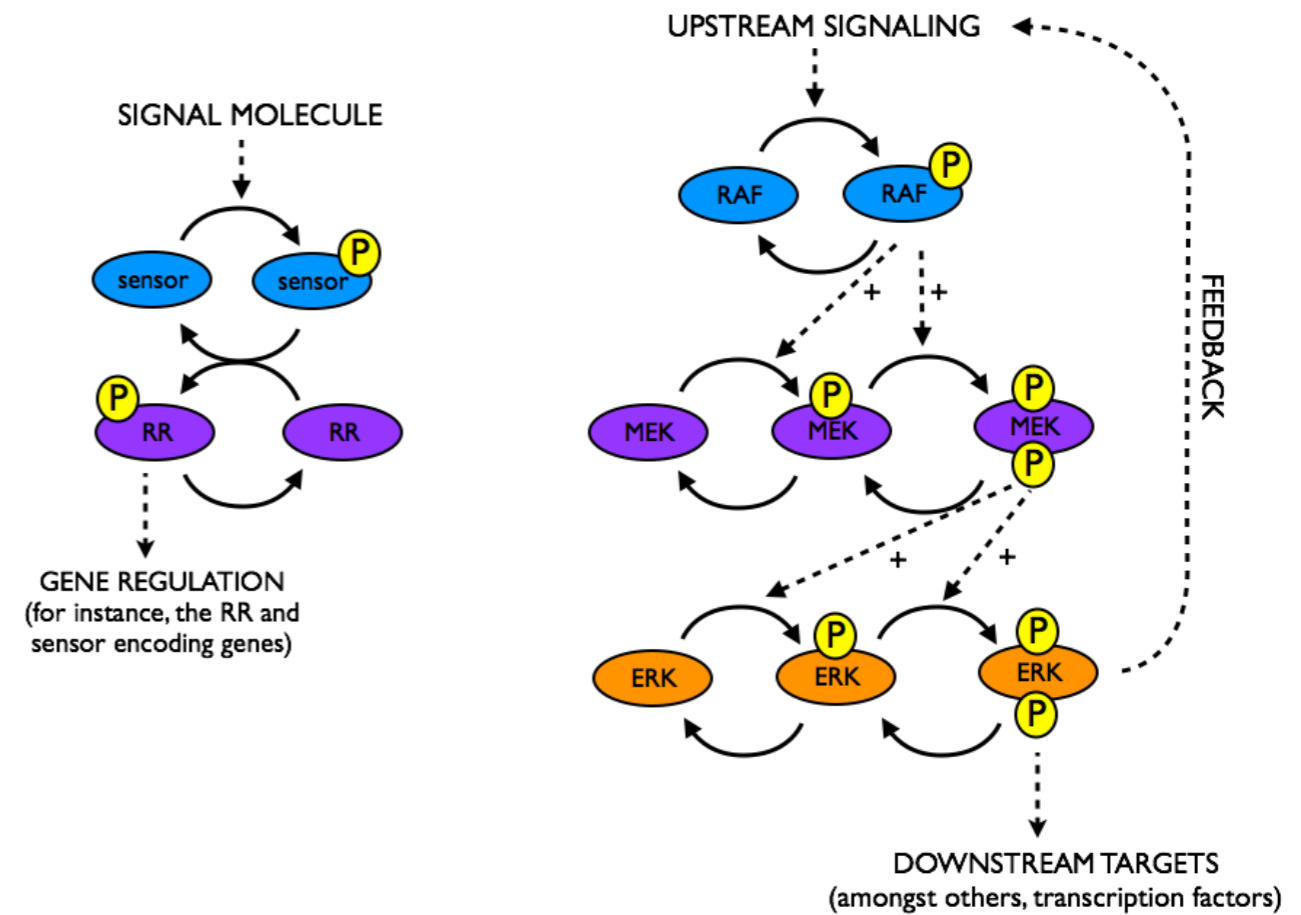 SIGNAL MOLECULE
sensor
sensor
P
P
RR
RR
GENE REGULATION
(for instance, the RR and
sensor encoding genes)
UPSTREAM SIGNALING
RAF
RAF
P
+
+
MEK
P
MEK
P
MEK
P
+
+
ERK
P
ERK
P
ERK
P
FEEDBACK
DOWNSTREAM TARGETS
(amongst others, transcription factors)